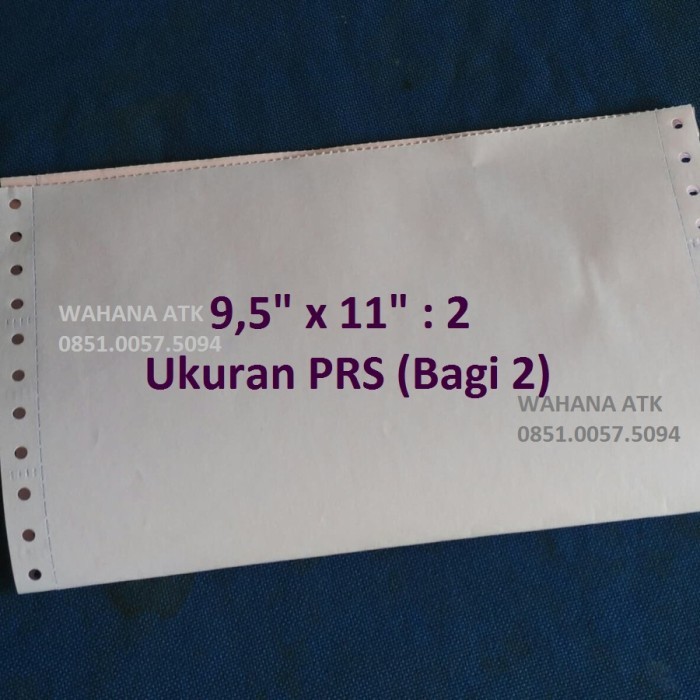 WAHANA ATK
0851.0057.5094
9,5" x 11" : 2
Ukuran PRS (Bagi 2)
WAHANA ATK
0851.0057.5094